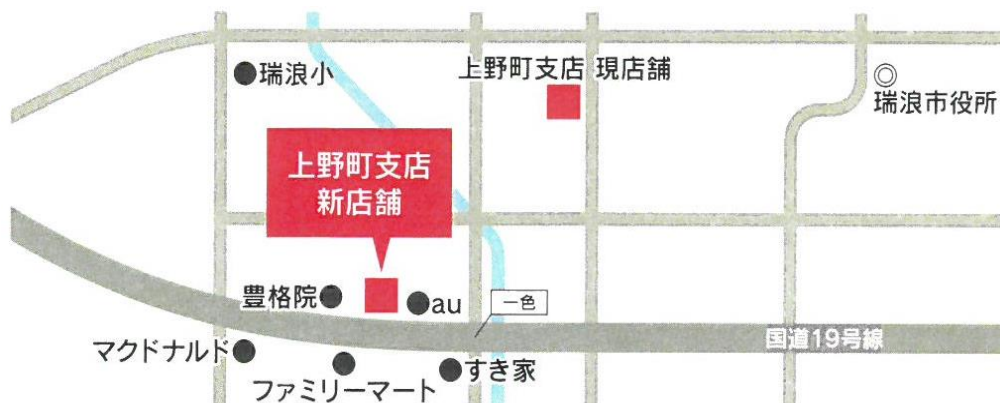 瑞浪小
上野町支店 現店舗
瑞浪市役所
上野町支店
新店舗
豊格院
au
一色
国道19号線
マクドナルド
ファミリーマート
すき家